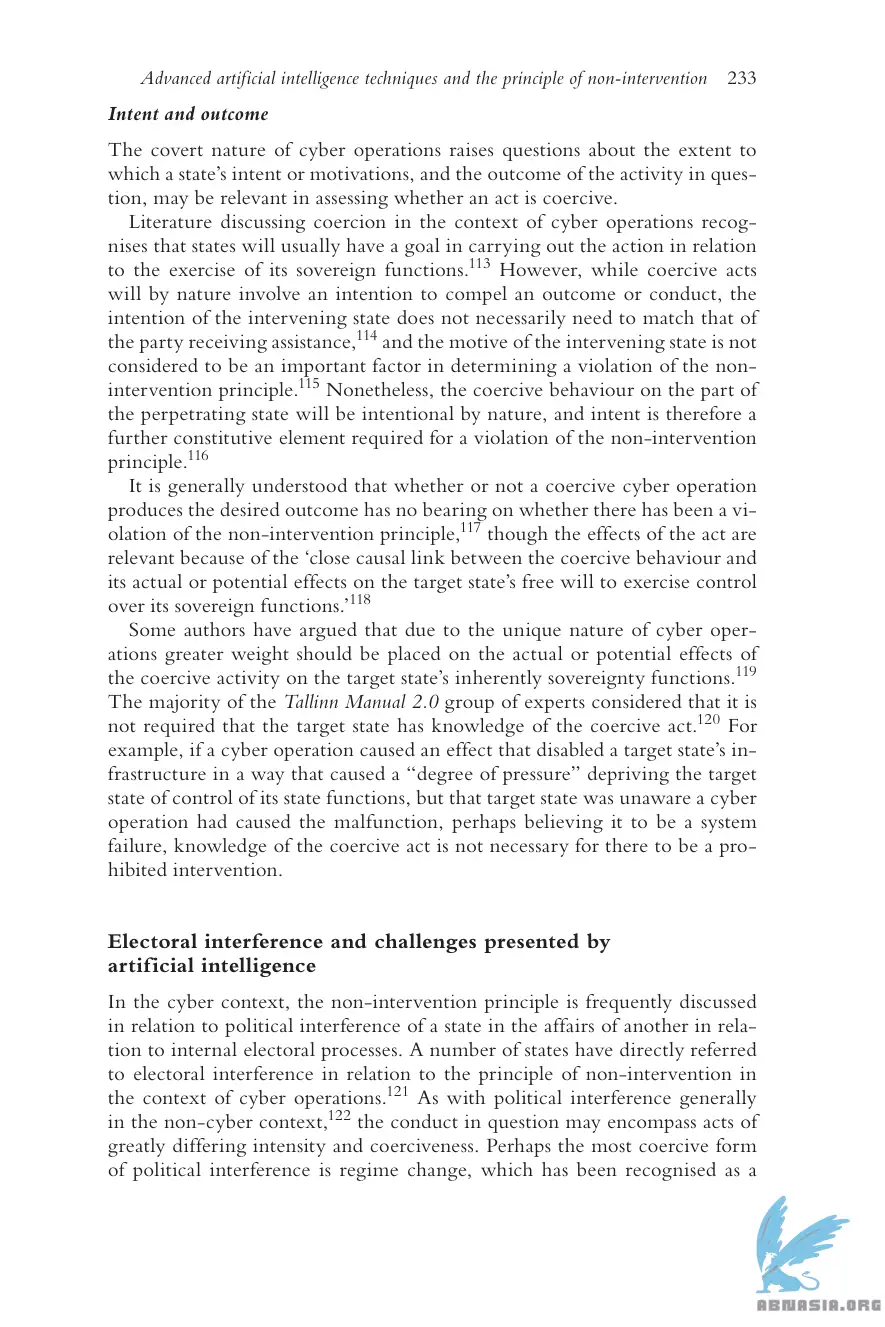 Advanced artificial intelligence techniques and the principle of non-intervention 233
Intent and outcome
The covert nature of cyber operations raises questions about the extent to
which a state's intent or motivations, and the outcome of the activity in ques-
tion, may be relevant in assessing whether an act is coercive.
Literature discussing coercion in the context of cyber operations recog-
nises that states will usually have a goal in carrying out the action in relation
to the exercise of its sovereign functions.113 However, while coercive acts
will by nature involve an intention to compel an outcome or conduct, the
intention of the intervening state does not necessarily need to match that of
the party receiving assistance,114 and the motive of the intervening state is not
considered to be an important factor in determining a violation of the non-
intervention principle.115 Nonetheless, the coercive behaviour on the part of
the perpetrating state will be intentional by nature, and intent is therefore a
further constitutive element required for a violation of the non-intervention
principle.116
It is generally understood that whether or not a coercive cyber operation
produces the desired outcome has no bearing on whether there has been a vi-
olation of the non-intervention principle,117 though the effects of the act are
relevant because of the 'close causal link between the coercive behaviour and
its actual or potential effects on the target state's free will to exercise control
over its sovereign functions.'118
Some authors have argued that due to the unique nature of cyber oper-
ations greater weight should be placed on the actual or potential effects of
the coercive activity on the target state's inherently sovereignty functions.119
The majority of the Tallinn Manual 2.0 group of experts considered that it is
not required that the target state has knowledge of the coercive act.120 For
example, if a cyber operation caused an effect that disabled a target state's in-
frastructure in a way that caused a "degree of pressure" depriving the target
state of control of its state functions, but that target state was unaware a cyber
operation had caused the malfunction, perhaps believing it to be a system
failure, knowledge of the coercive act is not necessary for there to be a pro-
hibited intervention.
Electoral interference and challenges presented by
artificial intelligence
In the cyber context, the non-intervention principle is frequently discussed
in relation to political interference of a state in the affairs of another in rela-
tion to internal electoral processes. A number of states have directly referred
to electoral interference in relation to the principle of non-intervention in
the context of cyber operations.121 As with political interference generally
in the non-cyber context,122 the conduct in question may encompass acts of
greatly differing intensity and coerciveness. Perhaps the most coercive form
of political interference is regime change, which has been recognised as a
ABNASIA.ORG